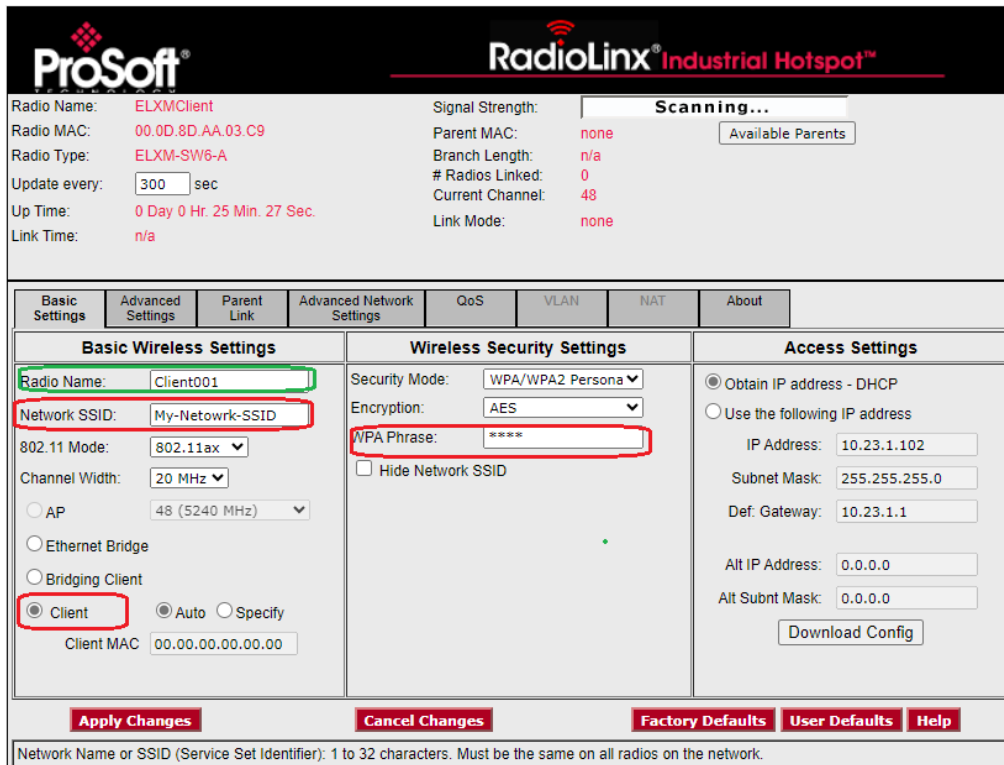 ProSoft®
TECHNOLOGY
RadioLinx® Industrial Hotspot™
Radio Name: ELXMClient
Radio MAC: 00.0D.8D.AA.03.C9
Radio Type: ELXM-SW6-A
Update every: 300 sec
Up Time: 0 Day 0 Hr. 25 Min. 27 Sec.
Link Time: n/a
Signal Strength: Scanning...
Parent MAC: none Available Parents
Branch Length: n/a
# Radios Linked: 0
Current Channel: 48
Link Mode: none
Basic Settings Advanced Settings Parent Link Advanced Network Settings QoS VLAN NAT About
Basic Wireless Settings
Radio Name: Client001
Network SSID: My-Netowrk-SSID
802.11 Mode: 802.11ax
Channel Width: 20 MHz
AP 48 (5240 MHz)
Ethernet Bridge
Bridging Client
Client Auto Specify
Client MAC 00.00.00.00.00.00
Wireless Security Settings
Security Mode: WPA/WPA2 Persona
Encryption: AES
WPA Phrase: ****
Hide Network SSID
Access Settings
Obtain IP address - DHCP
Use the following IP address
IP Address: 10.23.1.102
Subnet Mask: 255.255.255.0
Def: Gateway: 10.23.1.1
Alt IP Address: 0.0.0.0
Alt Subnt Mask: 0.0.0.0
Download Config
Apply Changes Cancel Changes Factory Defaults User Defaults Help
Network Name or SSID (Service Set Identifier): 1 to 32 characters. Must be the same on all radios on the network.